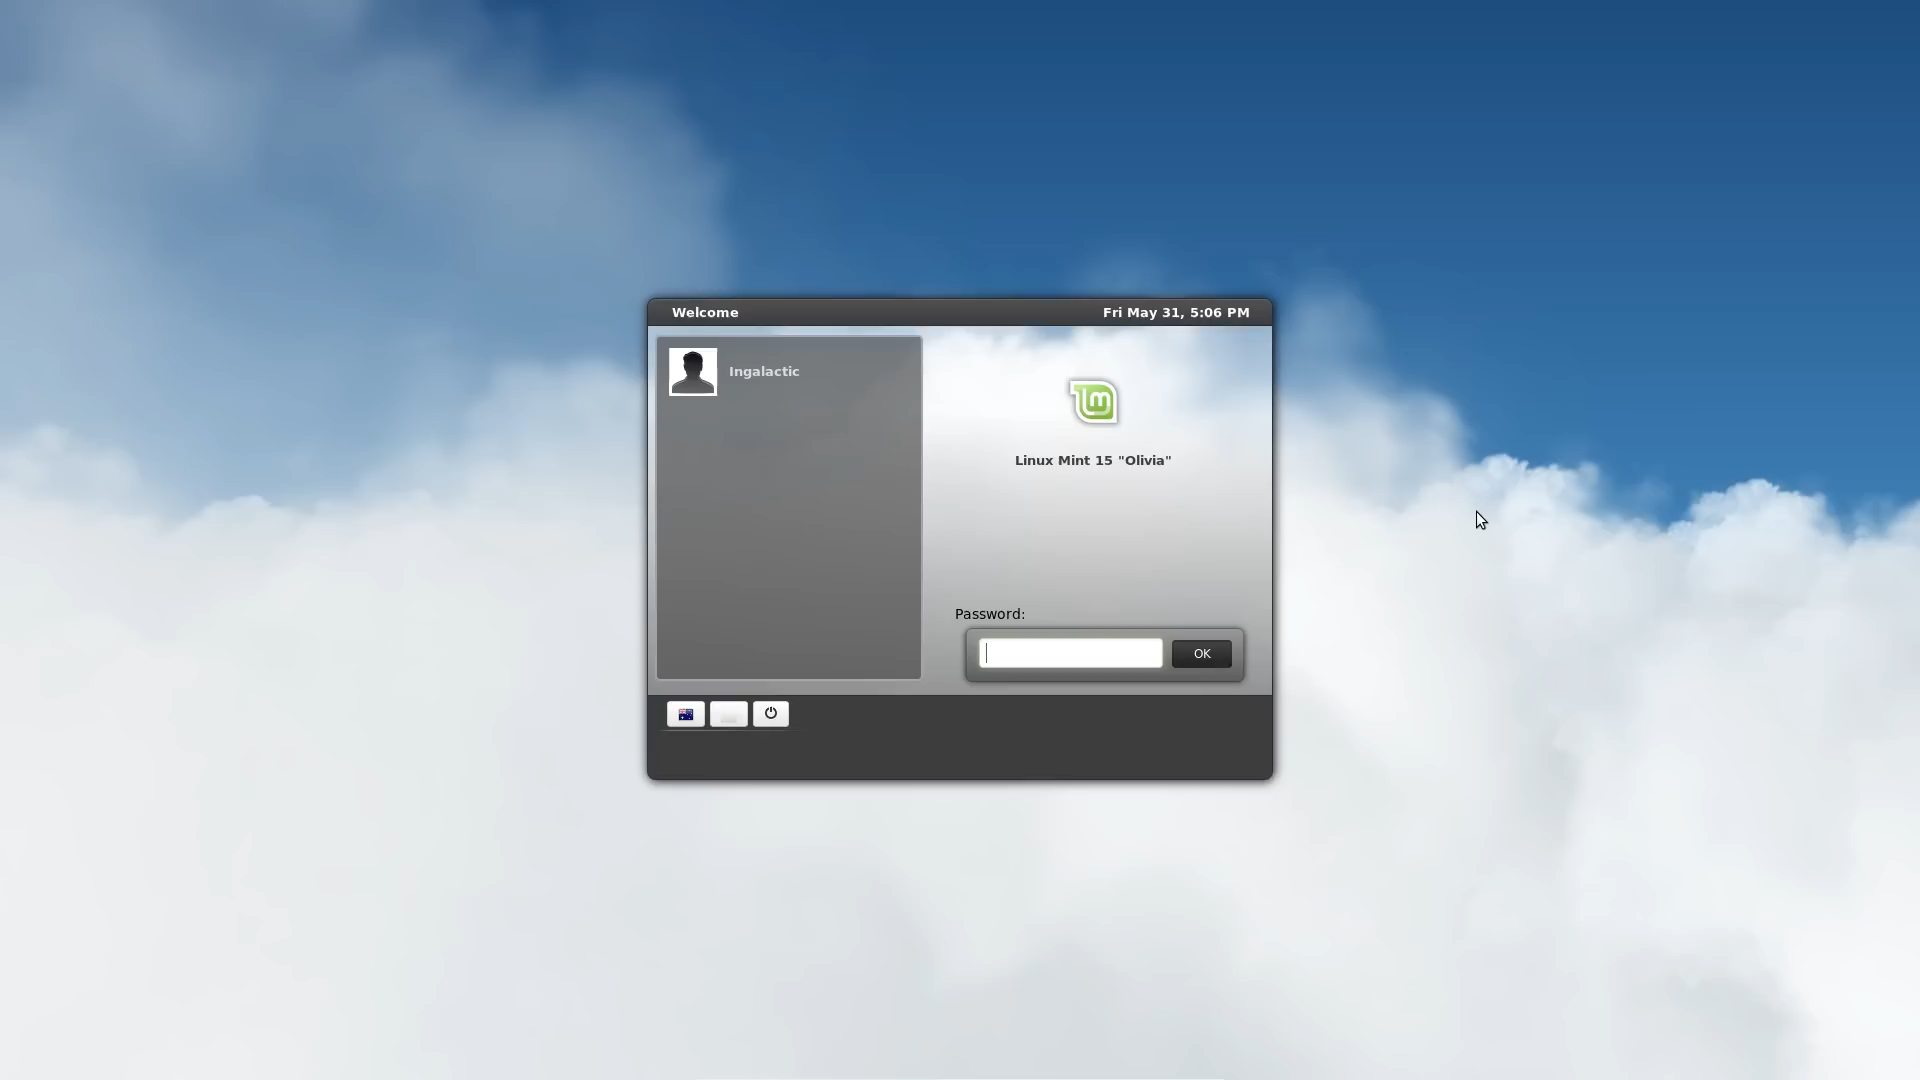 Welcome
Fri May 31, 5:06 PM
Ingalactic
Linux Mint 15 "Olivia"
Password:
OK